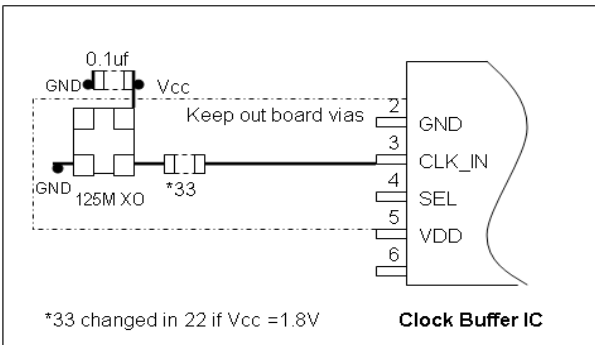 0.1uf
GND
Vcc
Keep out board vias
2
GND
3
CLK_IN
GND
125M XO
*33
4
SEL
5
VDD
6
*33 changed in 22 if Vcc =1.8V
Clock Buffer IC